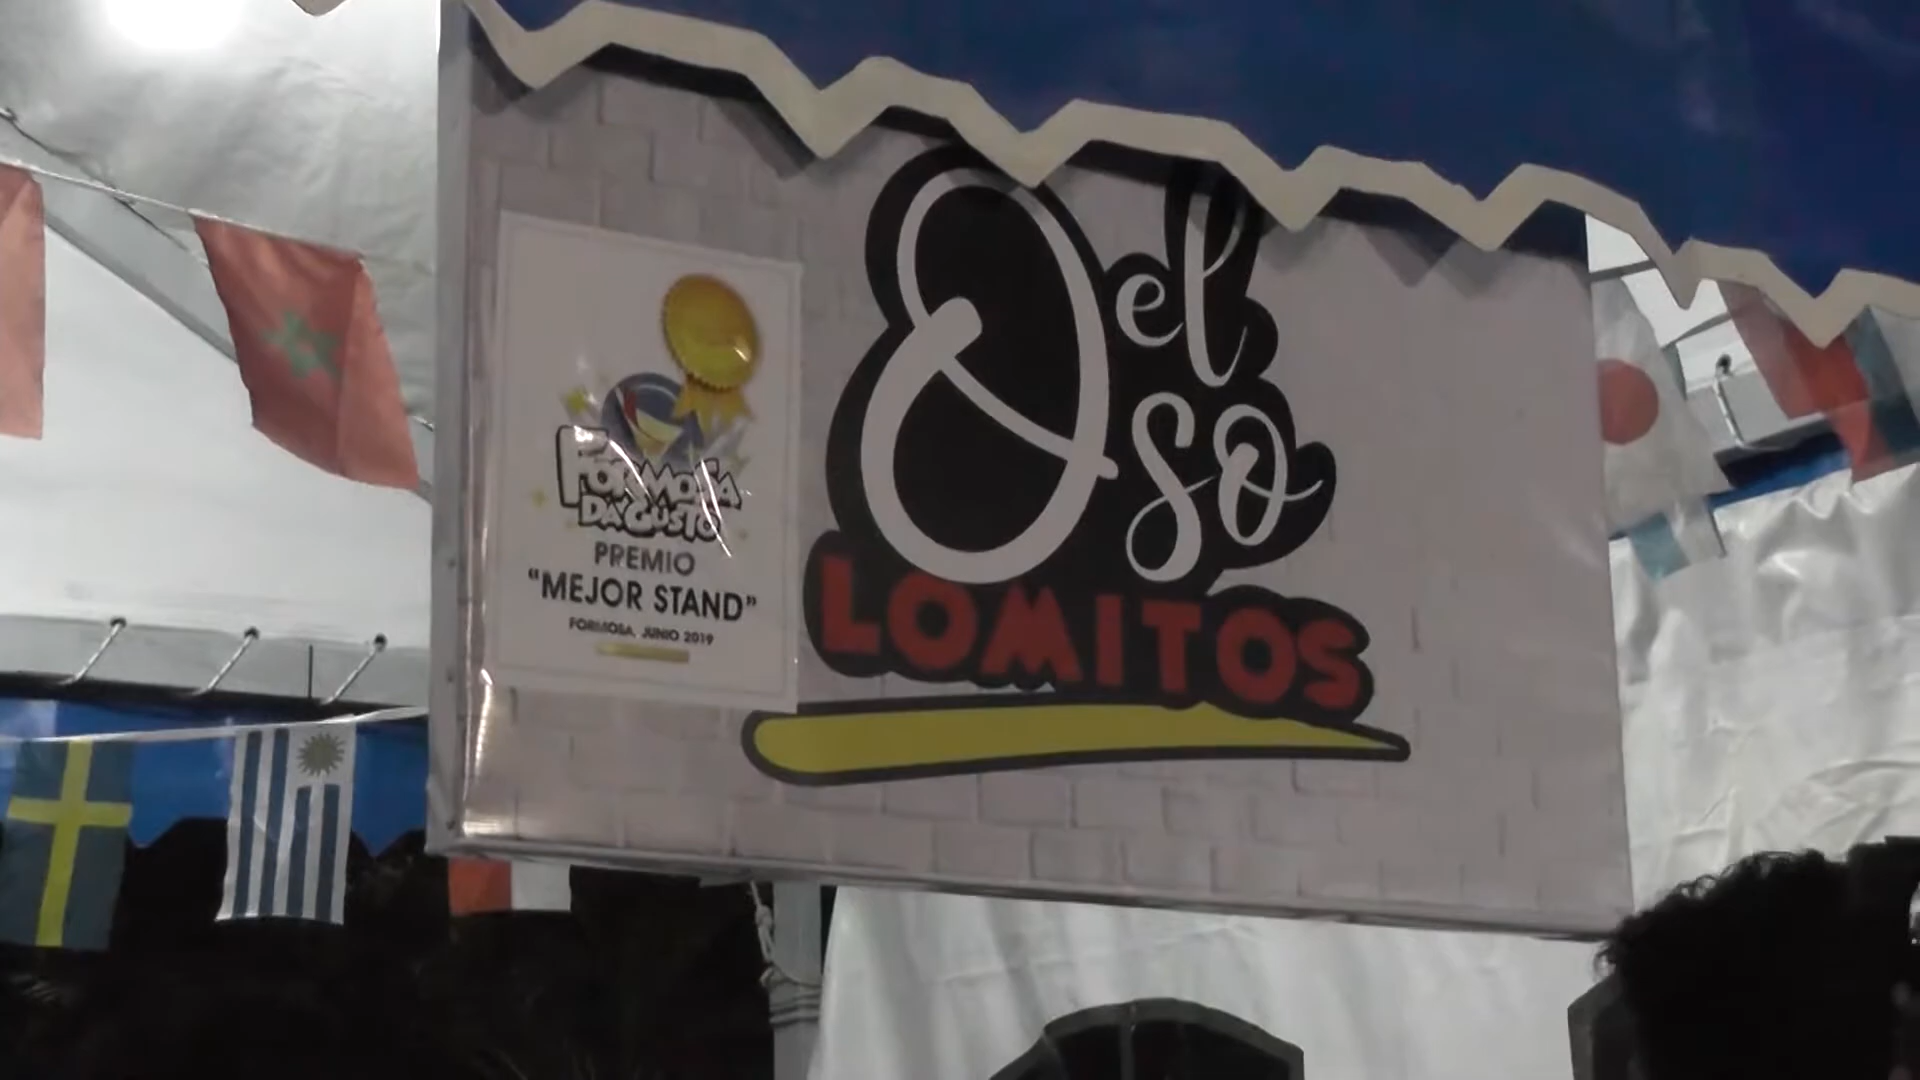 FORMOSA
DA GUSTO
PREMIO
"MEJOR STAND"
FORMOSA, JUNIO 2019
Del
Oso
LOMITOS